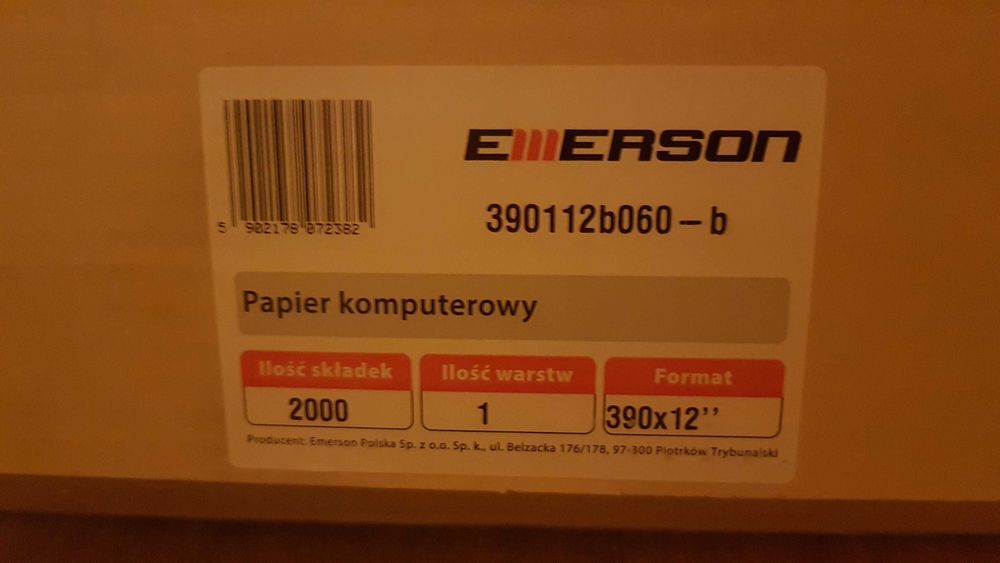 EMERSON
5 902178 072382
390112b060 – b
Papier komputerowy
Ilość składek Ilość warstw Format
2000 1 390x12’’
Producent: Emerson Polska Sp. z o.o. Sp. k., ul. Belzacka 176/178, 97-300 Piotrków Trybunalski